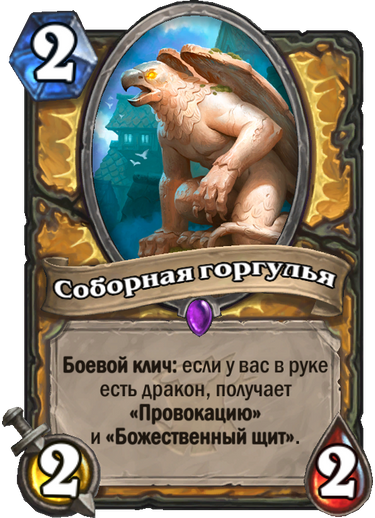 2
Соборная горгулья
Боевой клич: если у вас в руке
есть дракон, получает
«Провокацию»
и «Божественный щит».
2
2